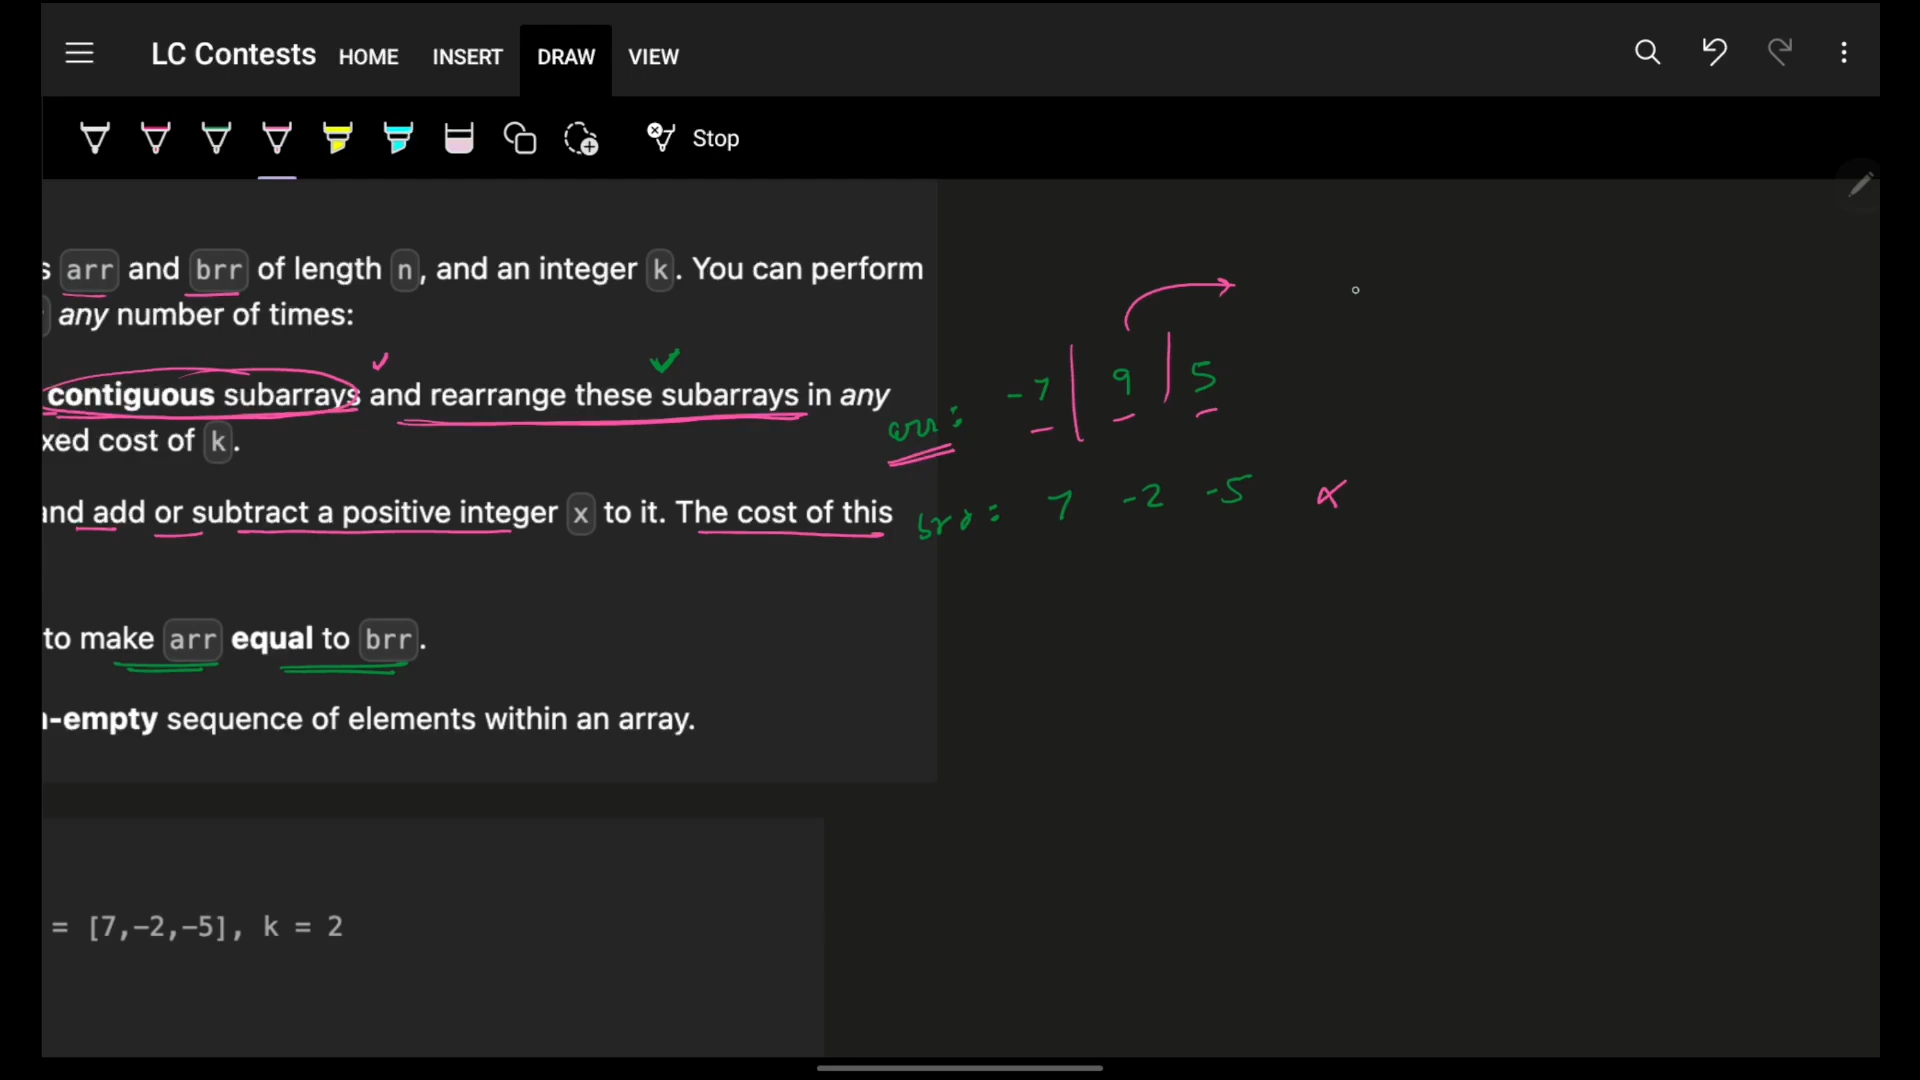 LC Contests HOME INSERT DRAW VIEW
Stop
s arr and brr of length n, and an integer k. You can perform
any number of times:
contiguous subarrays and rearrange these subarrays in any
xed cost of k.
and add or subtract a positive integer x to it. The cost of this
to make arr equal to brr.
n-empty sequence of elements within an array.
= [7,-2,-5], k = 2
arr: -7 9 5
brr: 7 -2 -5